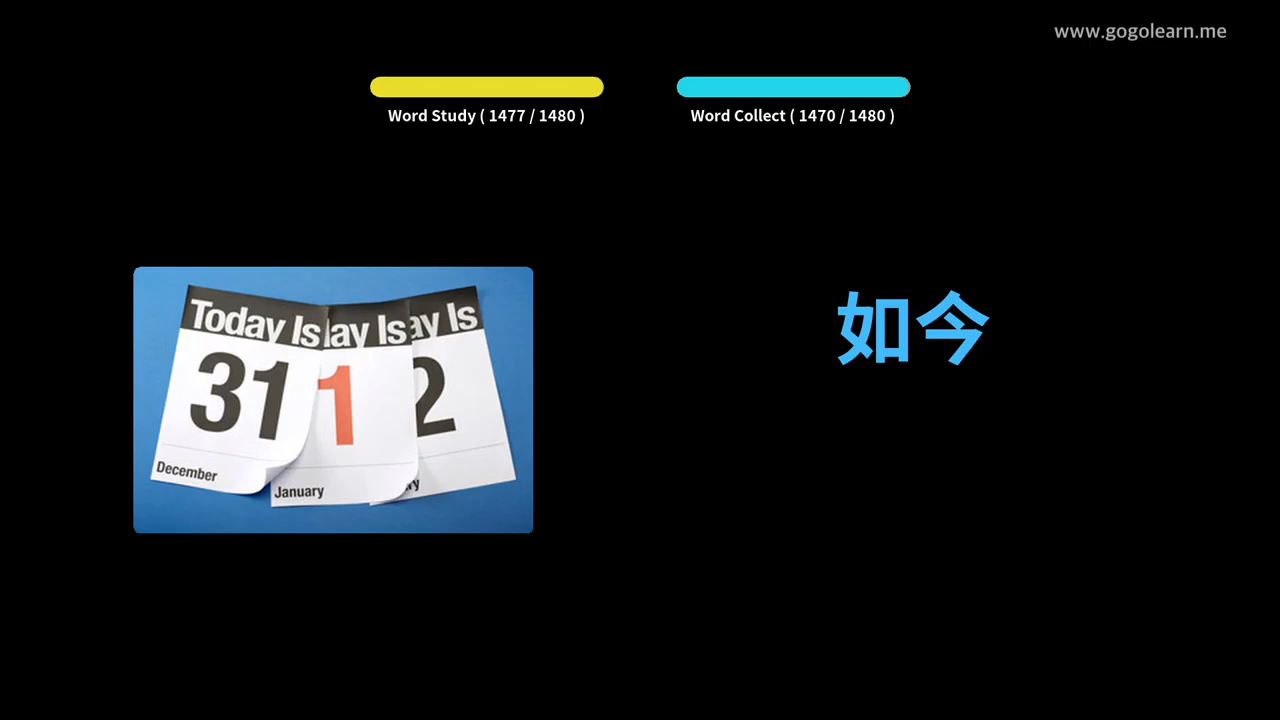 www.gogolearn.me
Word Study ( 1477 / 1480 )
Word Collect ( 1470 / 1480 )
Today Is
31
December
ay Is
1
January
ay Is
2
ry
如今